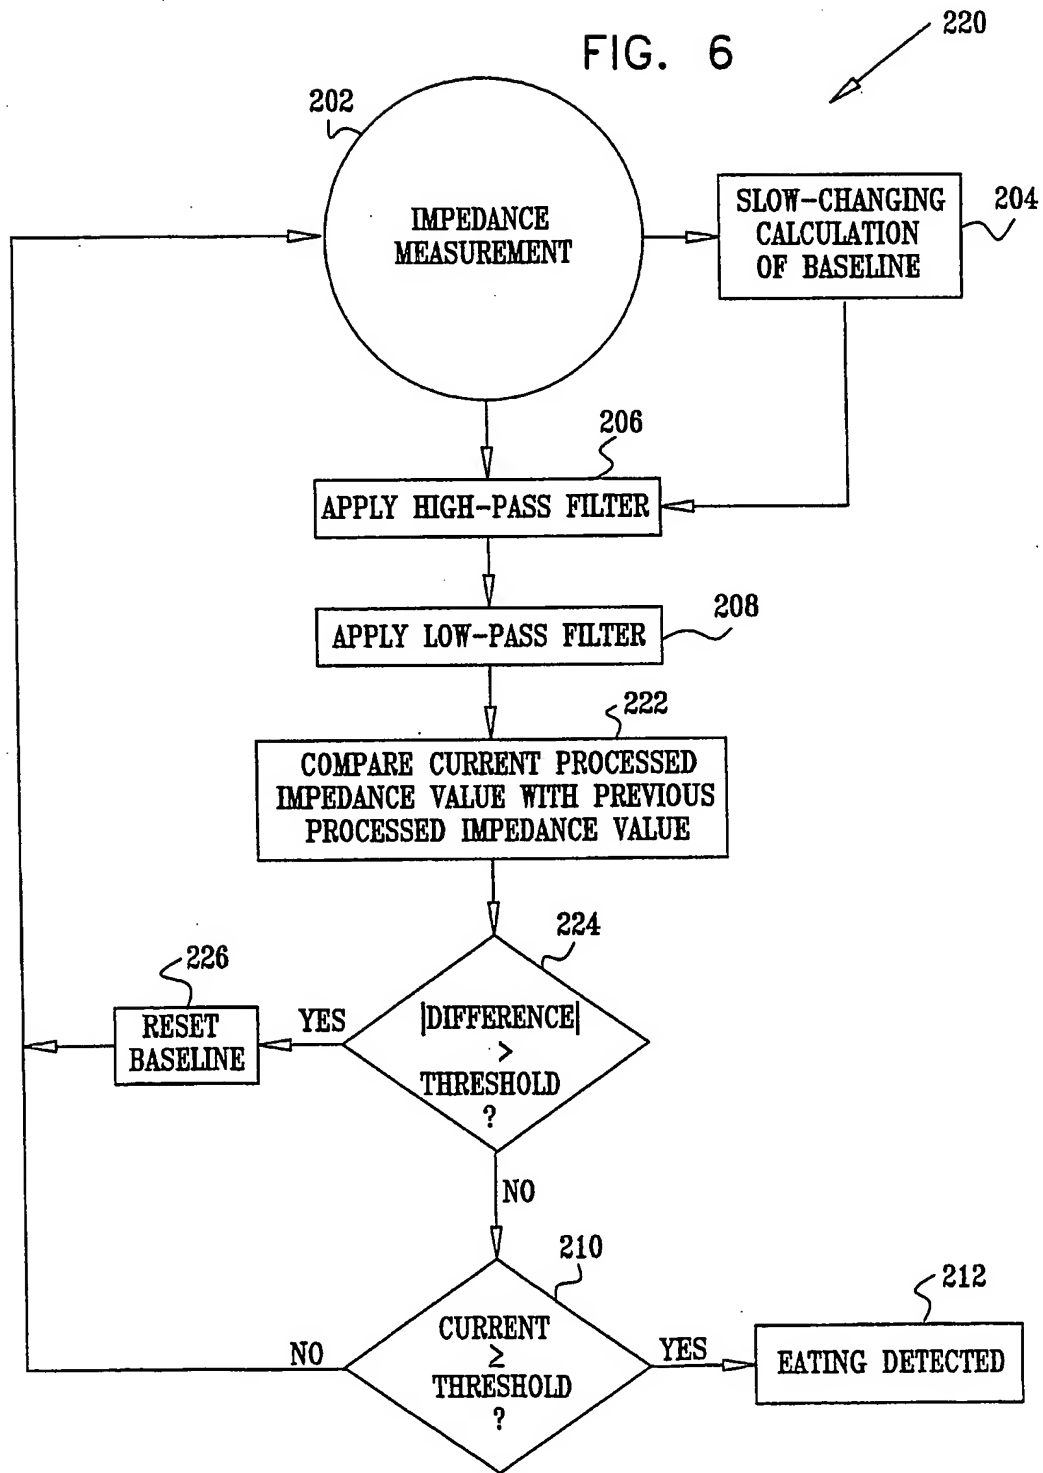 FIG. 6
220
202
IMPEDANCE
MEASUREMENT
SLOW-CHANGING
CALCULATION
OF BASELINE
204
206
APPLY HIGH-PASS FILTER
APPLY LOW-PASS FILTER
208
222
COMPARE CURRENT PROCESSED
IMPEDANCE VALUE WITH PREVIOUS
PROCESSED IMPEDANCE VALUE
224
|DIFFERENCE|
>
THRESHOLD
?
YES
226
RESET
BASELINE
NO
210
CURRENT
≥
THRESHOLD
?
NO
YES
212
EATING DETECTED